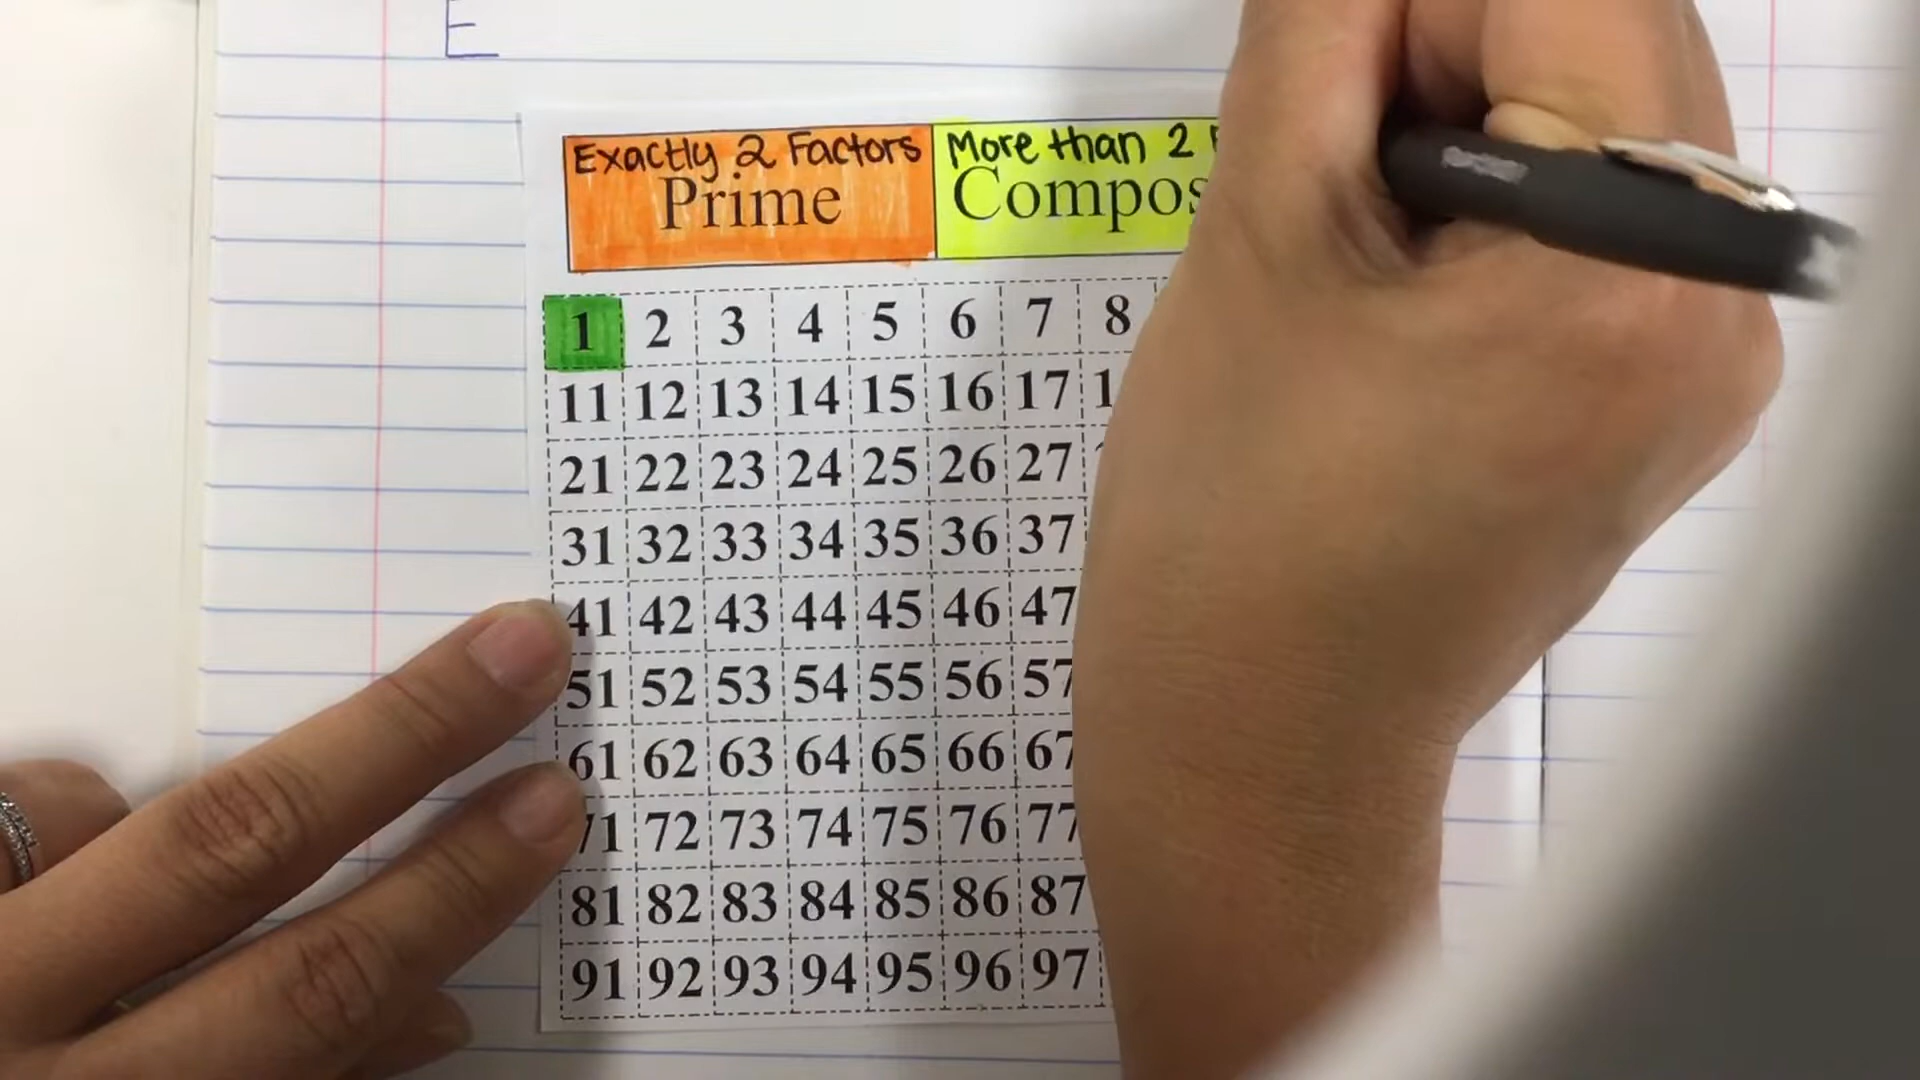 E
Exactly 2 Factors More than 2
Prime
1 2 3 4 5 6 7 8
11 12 13 14 15 16 17
21 22 23 24 25 26 27
31 32 33 34 35 36 37
41 42 43 44 45 46 47
51 52 53 54 55 56 57
61 62 63 64 65 66 67
71 72 73 74 75 76 77
81 82 83 84 85 86 87
91 92 93 94 95 96 97